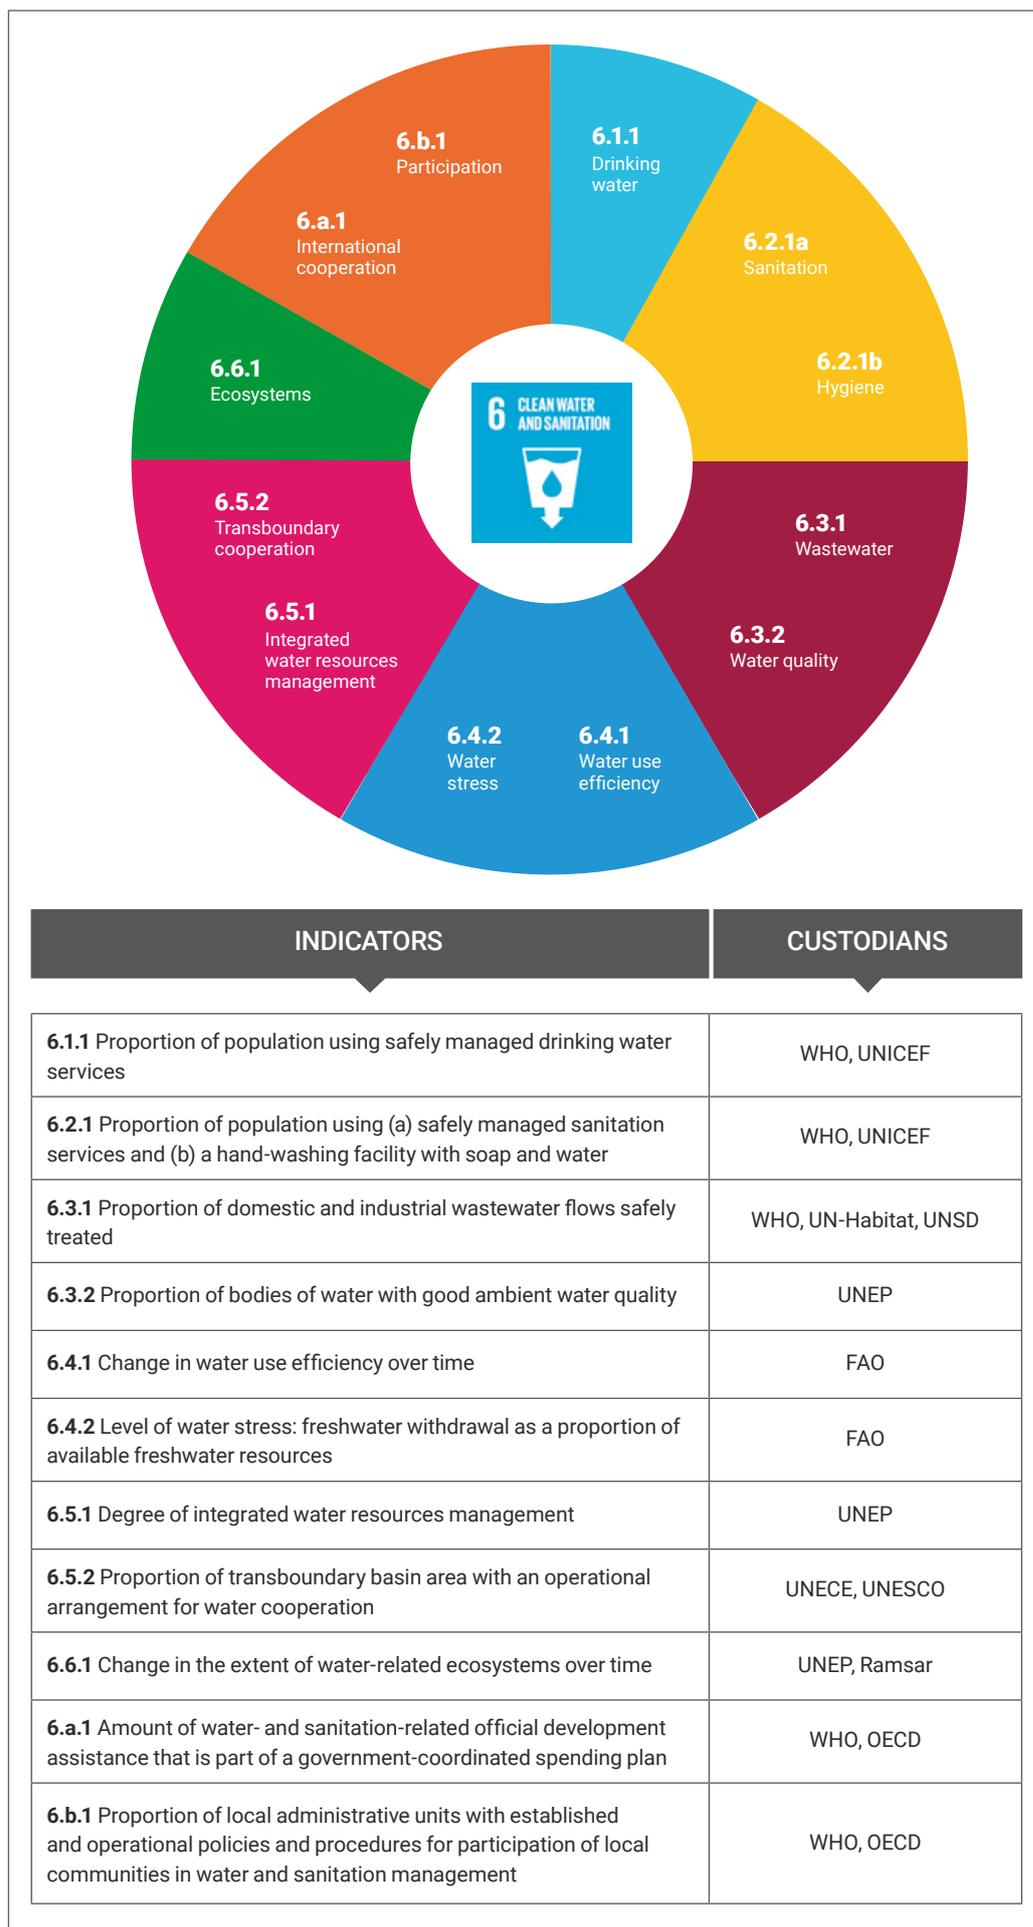 6.b.1
Participation
6.1.1
Drinking
water
6.a.1
International
cooperation
6.2.1a
Sanitation
6.6.1
Ecosystems
6.2.1b
Hygiene
6 CLEAN WATER
AND SANITATION
6.5.2
Transboundary
cooperation
6.3.1
Wastewater
6.5.1
Integrated
water resources
management
6.3.2
Water quality
6.4.2
Water
stress
6.4.1
Water use
efficiency
INDICATORS
CUSTODIANS
6.1.1 Proportion of population using safely managed drinking water
services
WHO, UNICEF
6.2.1 Proportion of population using (a) safely managed sanitation
services and (b) a hand-washing facility with soap and water
WHO, UNICEF
6.3.1 Proportion of domestic and industrial wastewater flows safely
treated
WHO, UN-Habitat, UNSD
6.3.2 Proportion of bodies of water with good ambient water quality
UNEP
6.4.1 Change in water use efficiency over time
FAO
6.4.2 Level of water stress: freshwater withdrawal as a proportion of
available freshwater resources
FAO
6.5.1 Degree of integrated water resources management
UNEP
6.5.2 Proportion of transboundary basin area with an operational
arrangement for water cooperation
UNECE, UNESCO
6.6.1 Change in the extent of water-related ecosystems over time
UNEP, Ramsar
6.a.1 Amount of water- and sanitation-related official development
assistance that is part of a government-coordinated spending plan
WHO, OECD
6.b.1 Proportion of local administrative units with established
and operational policies and procedures for participation of local
communities in water and sanitation management
WHO, OECD